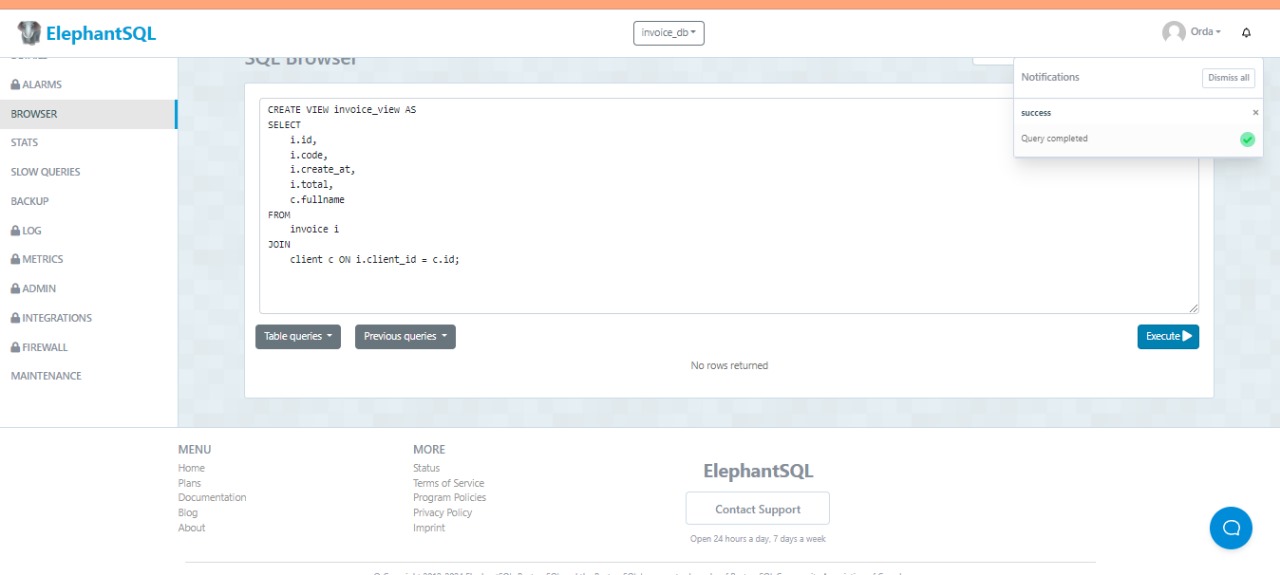 ElephantSQL
invoice_db
Orda
DETAILS
ALARMS
BROWSER
STATS
SLOW QUERIES
BACKUP
LOG
METRICS
ADMIN
INTEGRATIONS
FIREWALL
MAINTENANCE
SQL Browser
Notifications
Dismiss all
success
×
Query completed
CREATE VIEW invoice_view AS
SELECT
i.id,
i.code,
i.create_at,
i.total,
c.fullname
FROM
invoice i
JOIN
client c ON i.client_id = c.id;
Table queries
Previous queries
Execute
No rows returned
MENU
Home
Plans
Documentation
Blog
About
MORE
Status
Terms of Service
Program Policies
Privacy Policy
Imprint
ElephantSQL
Contact Support
Open 24 hours a day, 7 days a week